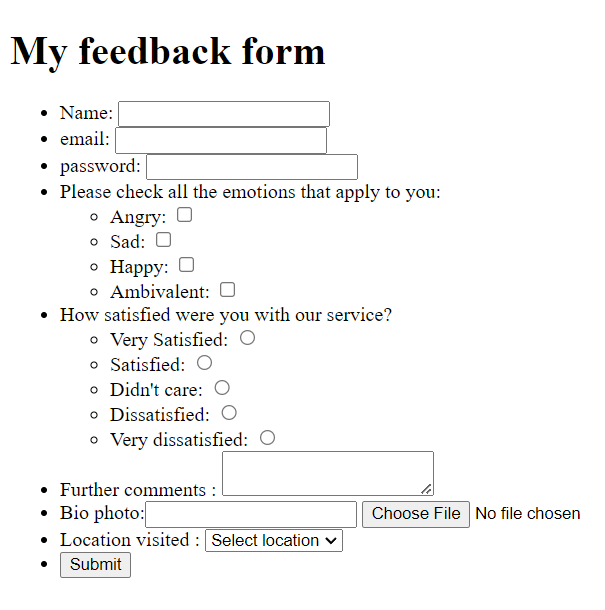 My feedback form
Name:
email:
password:
Please check all the emotions that apply to you:
Angry:
Sad:
Happy:
Ambivalent:
How satisfied were you with our service?
Very Satisfied:
Satisfied:
Didn't care:
Dissatisfied:
Very dissatisfied:
Further comments :
Bio photo: Choose File No file chosen
Location visited : Select location
Submit